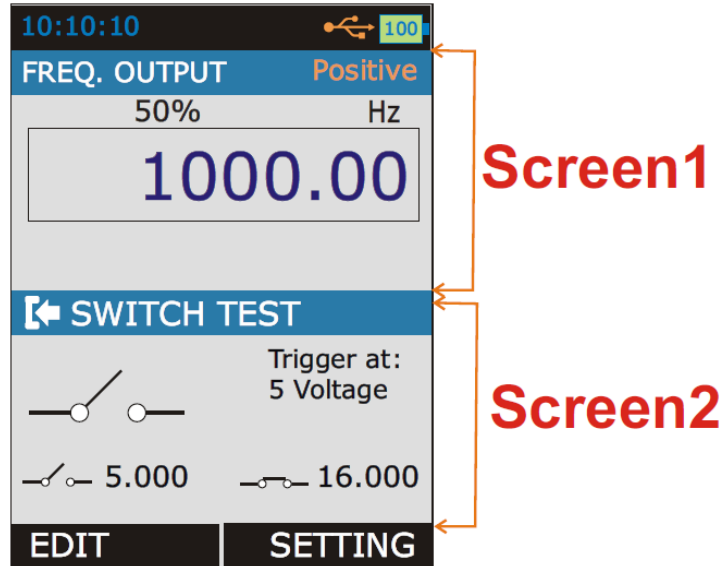 10:10:10 100
FREQ. OUTPUT Positive
50% Hz
1000.00
Screen1
SWITCH TEST
Trigger at:
5 Voltage
Screen2
5.000 16.000
EDIT SETTING